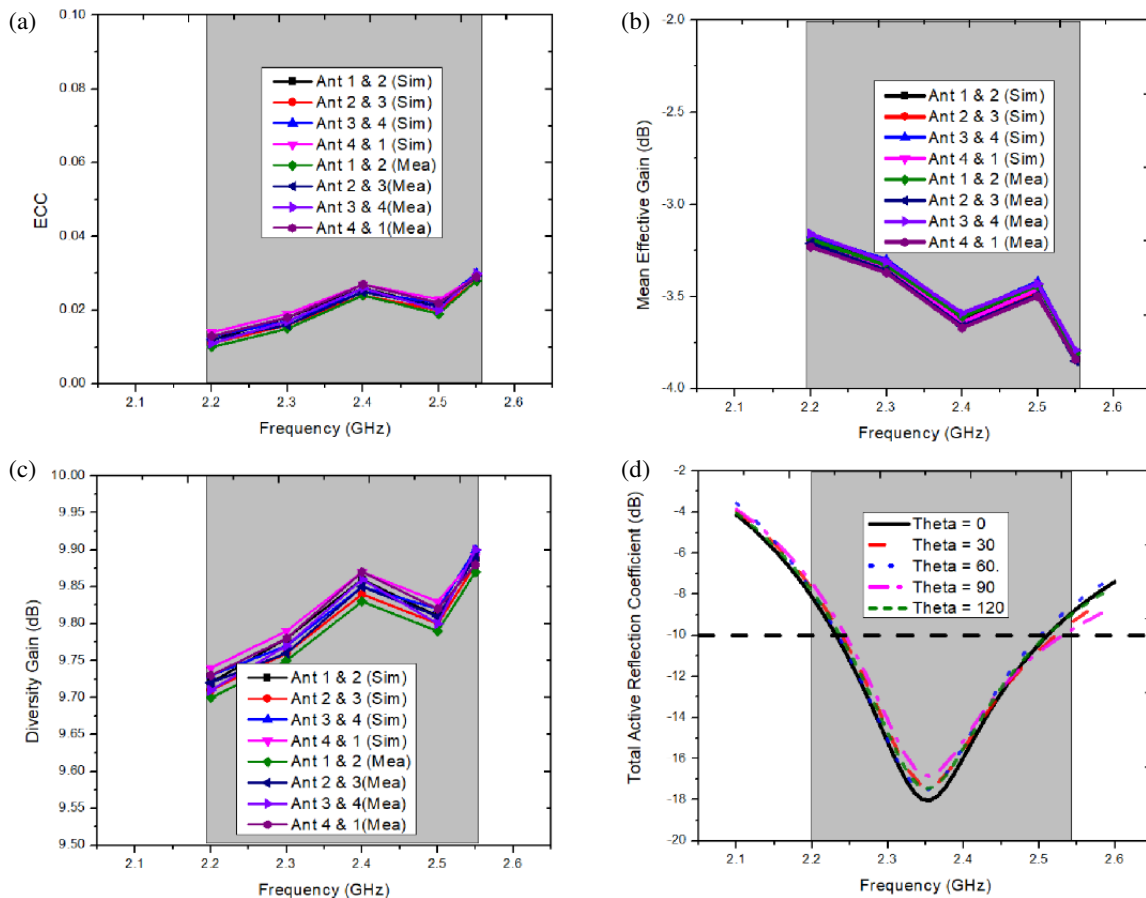 (a)
0.10
0.08
0.06
0.04
0.02
0.00
ECC
Ant 1 & 2 (Sim)
Ant 2 & 3 (Sim)
Ant 3 & 4 (Sim)
Ant 4 & 1 (Sim)
Ant 1 & 2 (Mea)
Ant 2 & 3(Mea)
Ant 3 & 4(Mea)
Ant 4 & 1(Mea)
2.1 2.2 2.3 2.4 2.5 2.6
Frequency (GHz)
(b)
-2.0
-2.5
-3.0
-3.5
-4.0
Mean Effective Gain (dB)
Ant 1 & 2 (Sim)
Ant 2 & 3 (Sim)
Ant 3 & 4 (Sim)
Ant 4 & 1 (Sim)
Ant 1 & 2 (Mea)
Ant 2 & 3 (Mea)
Ant 3 & 4 (Mea)
Ant 4 & 1 (Mea)
2.1 2.2 2.3 2.4 2.5 2.6
Frequency (GHz)
(c)
10.00
9.95
9.90
9.85
9.80
9.75
9.70
9.65
9.60
9.55
9.50
Diversity Gain (dB)
Ant 1 & 2 (Sim)
Ant 2 & 3 (Sim)
Ant 3 & 4 (Sim)
Ant 4 & 1 (Sim)
Ant 1 & 2 (Mea)
Ant 2 & 3(Mea)
Ant 3 & 4(Mea)
Ant 4 & 1(Mea)
2.1 2.2 2.3 2.4 2.5 2.6
Frequency (GHz)
(d)
-2
-4
-6
-8
-10
-12
-14
-16
-18
-20
Total Active Reflection Coefficient (dB)
Theta = 0
Theta = 30
Theta = 60.
Theta = 90
Theta = 120
2.1 2.2 2.3 2.4 2.5 2.6
Frequency (GHz)